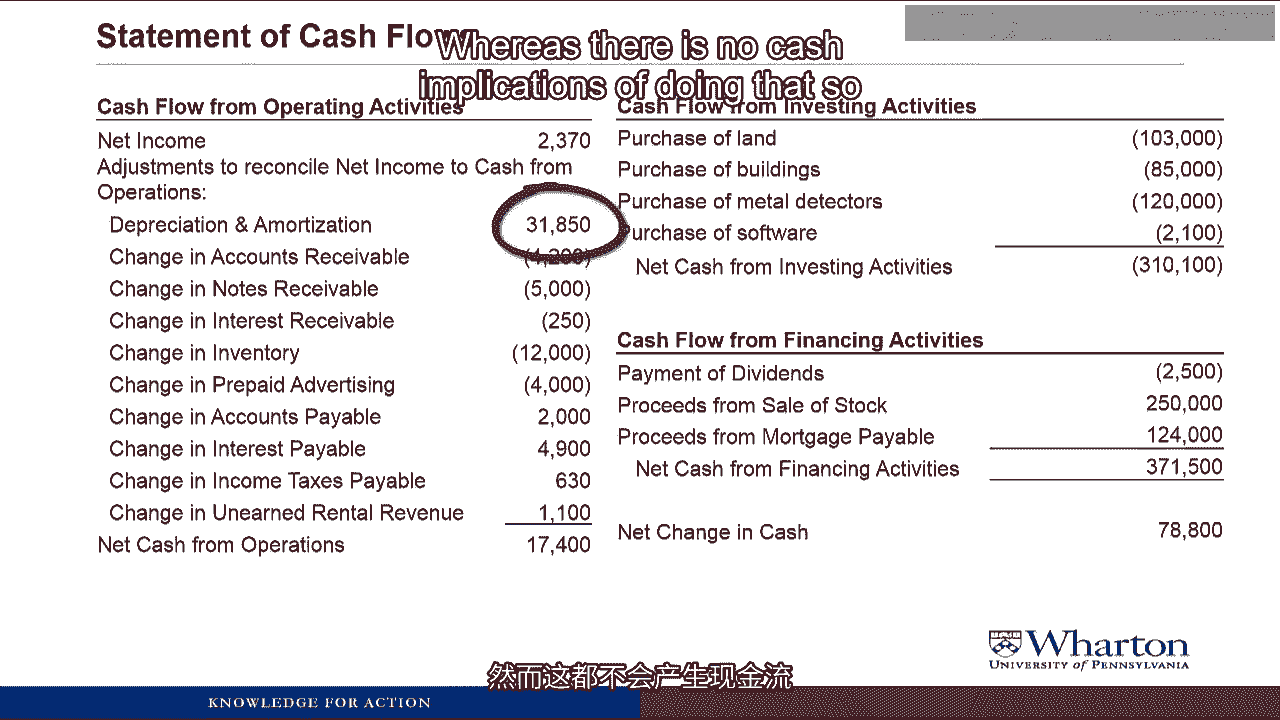 Statement of Cash Flow
Whereas there is no cash
implications of doing that so
Cash Flow from Operating Activities
Net Income 2,370
Adjustments to reconcile Net Income to Cash from
Operations:
Depreciation & Amortization 31,850
Change in Accounts Receivable (4,200)
Change in Notes Receivable (5,000)
Change in Interest Receivable (250)
Change in Inventory (12,000)
Change in Prepaid Advertising (4,000)
Change in Accounts Payable 2,000
Change in Interest Payable 4,900
Change in Income Taxes Payable 630
Change in Unearned Rental Revenue 1,100
Net Cash from Operations 17,400
Cash Flow from Investing Activities
Purchase of land (103,000)
Purchase of buildings (85,000)
Purchase of metal detectors (120,000)
Purchase of software (2,100)
Net Cash from Investing Activities (310,100)
Cash Flow from Financing Activities
Payment of Dividends (2,500)
Proceeds from Sale of Stock 250,000
Proceeds from Mortgage Payable 124,000
Net Cash from Financing Activities 371,500
Net Change in Cash 78,800
Wharton
UNIVERSITY of PENNSYLVANIA
然而这都不会产生现金流
KNOWLEDGE FOR ACTION